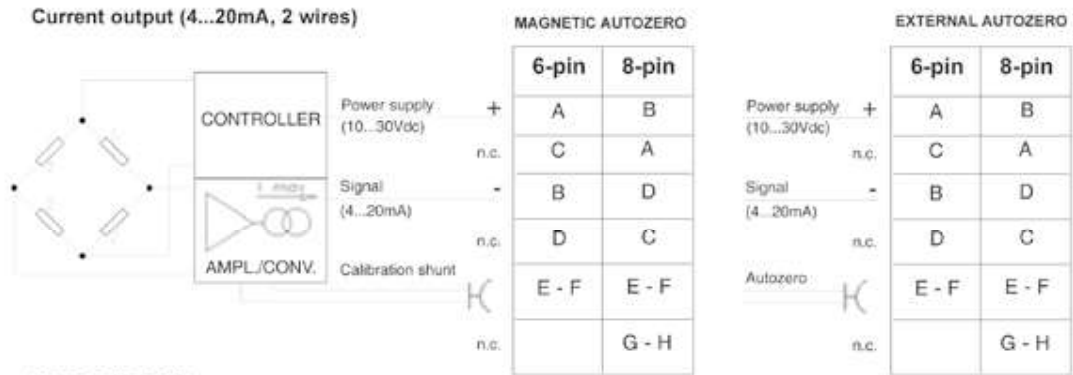 Current output (4...20mA, 2 wires)
MAGNETIC AUTOZERO
EXTERNAL AUTOZERO
6-pin 8-pin
6-pin 8-pin
CONTROLLER
Power supply +
(10...30Vdc)
A B
Power supply +
(10...30Vdc)
A B
n.c. C A
n.c. C A
Signal -
(4...20mA)
B D
Signal -
(4...20mA)
B D
n.c. D C
n.c. D C
AMPL./CONV.
Calibration shunt
E - F E - F
Autozero
E - F E - F
n.c. G - H
n.c. G - H